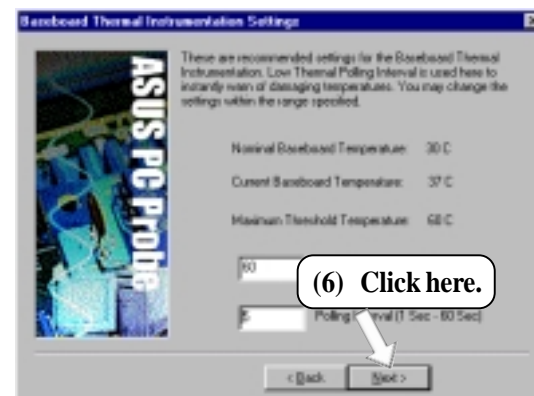 Baseboard Thermal Instrumentation Settings
ASUS PC Probe
These are recommended settings for the Baseboard Thermal
Instrumentation. Low Thermal Polling Interval is used here to
instantly warn of damaging temperatures. You may change the
settings within the range specified.
Nominal Baseboard Temperature: 30 C
Current Baseboard Temperature: 37 C
Maximum Threshold Temperature: 60 C
60
(6) Click here.
5
Polling Interval (1 Sec - 60 Sec)
< Back
Next >